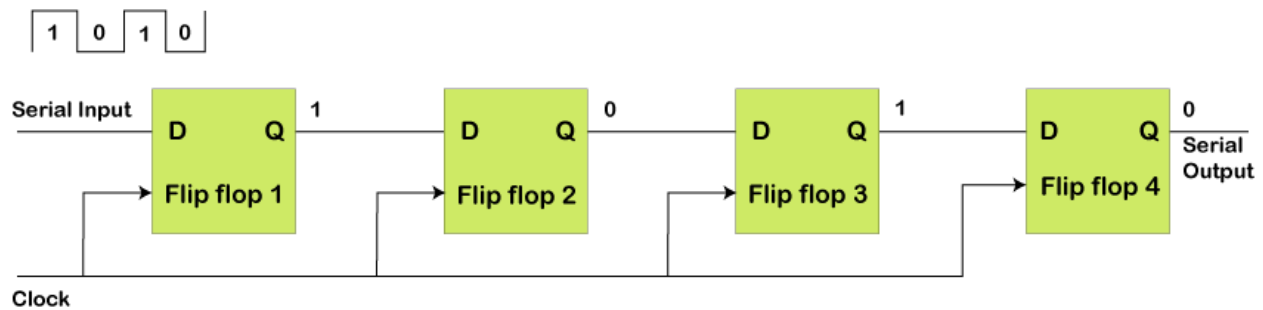 1 0 1 0
Serial Input
1
0
1
0
D Q
D Q
D Q
D Q
Serial
Output
Flip flop 1
Flip flop 2
Flip flop 3
Flip flop 4
Clock